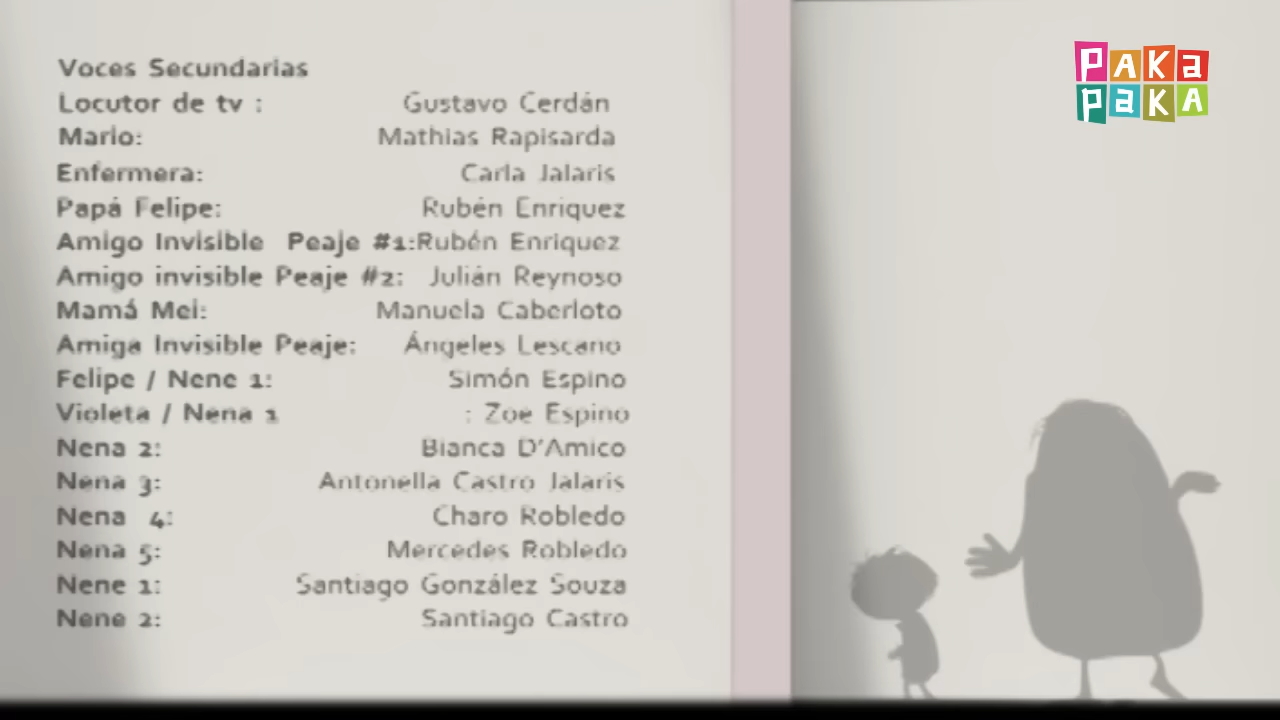 Voces Secundarias
Locutor de tv : Gustavo Cerdán
Mario: Mathias Rapisarda
Enfermera: Carla Jalaris
Papá Felipe: Rubén Enriquez
Amigo Invisible Peaje #1:Rubén Enriquez
Amigo invisible Peaje #2: Julián Reynoso
Mamá Mei: Manuela Caberloto
Amiga Invisible Peaje: Ángeles Lescano
Felipe / Nene 1: Simón Espino
Violeta / Nena 1 : Zoe Espino
Nena 2: Bianca D'Amico
Nena 3: Antonella Castro Jalaris
Nena 4: Charo Robledo
Nena 5: Mercedes Robledo
Nene 1: Santiago González Souza
Nene 2: Santiago Castro
PAKa
PaKA